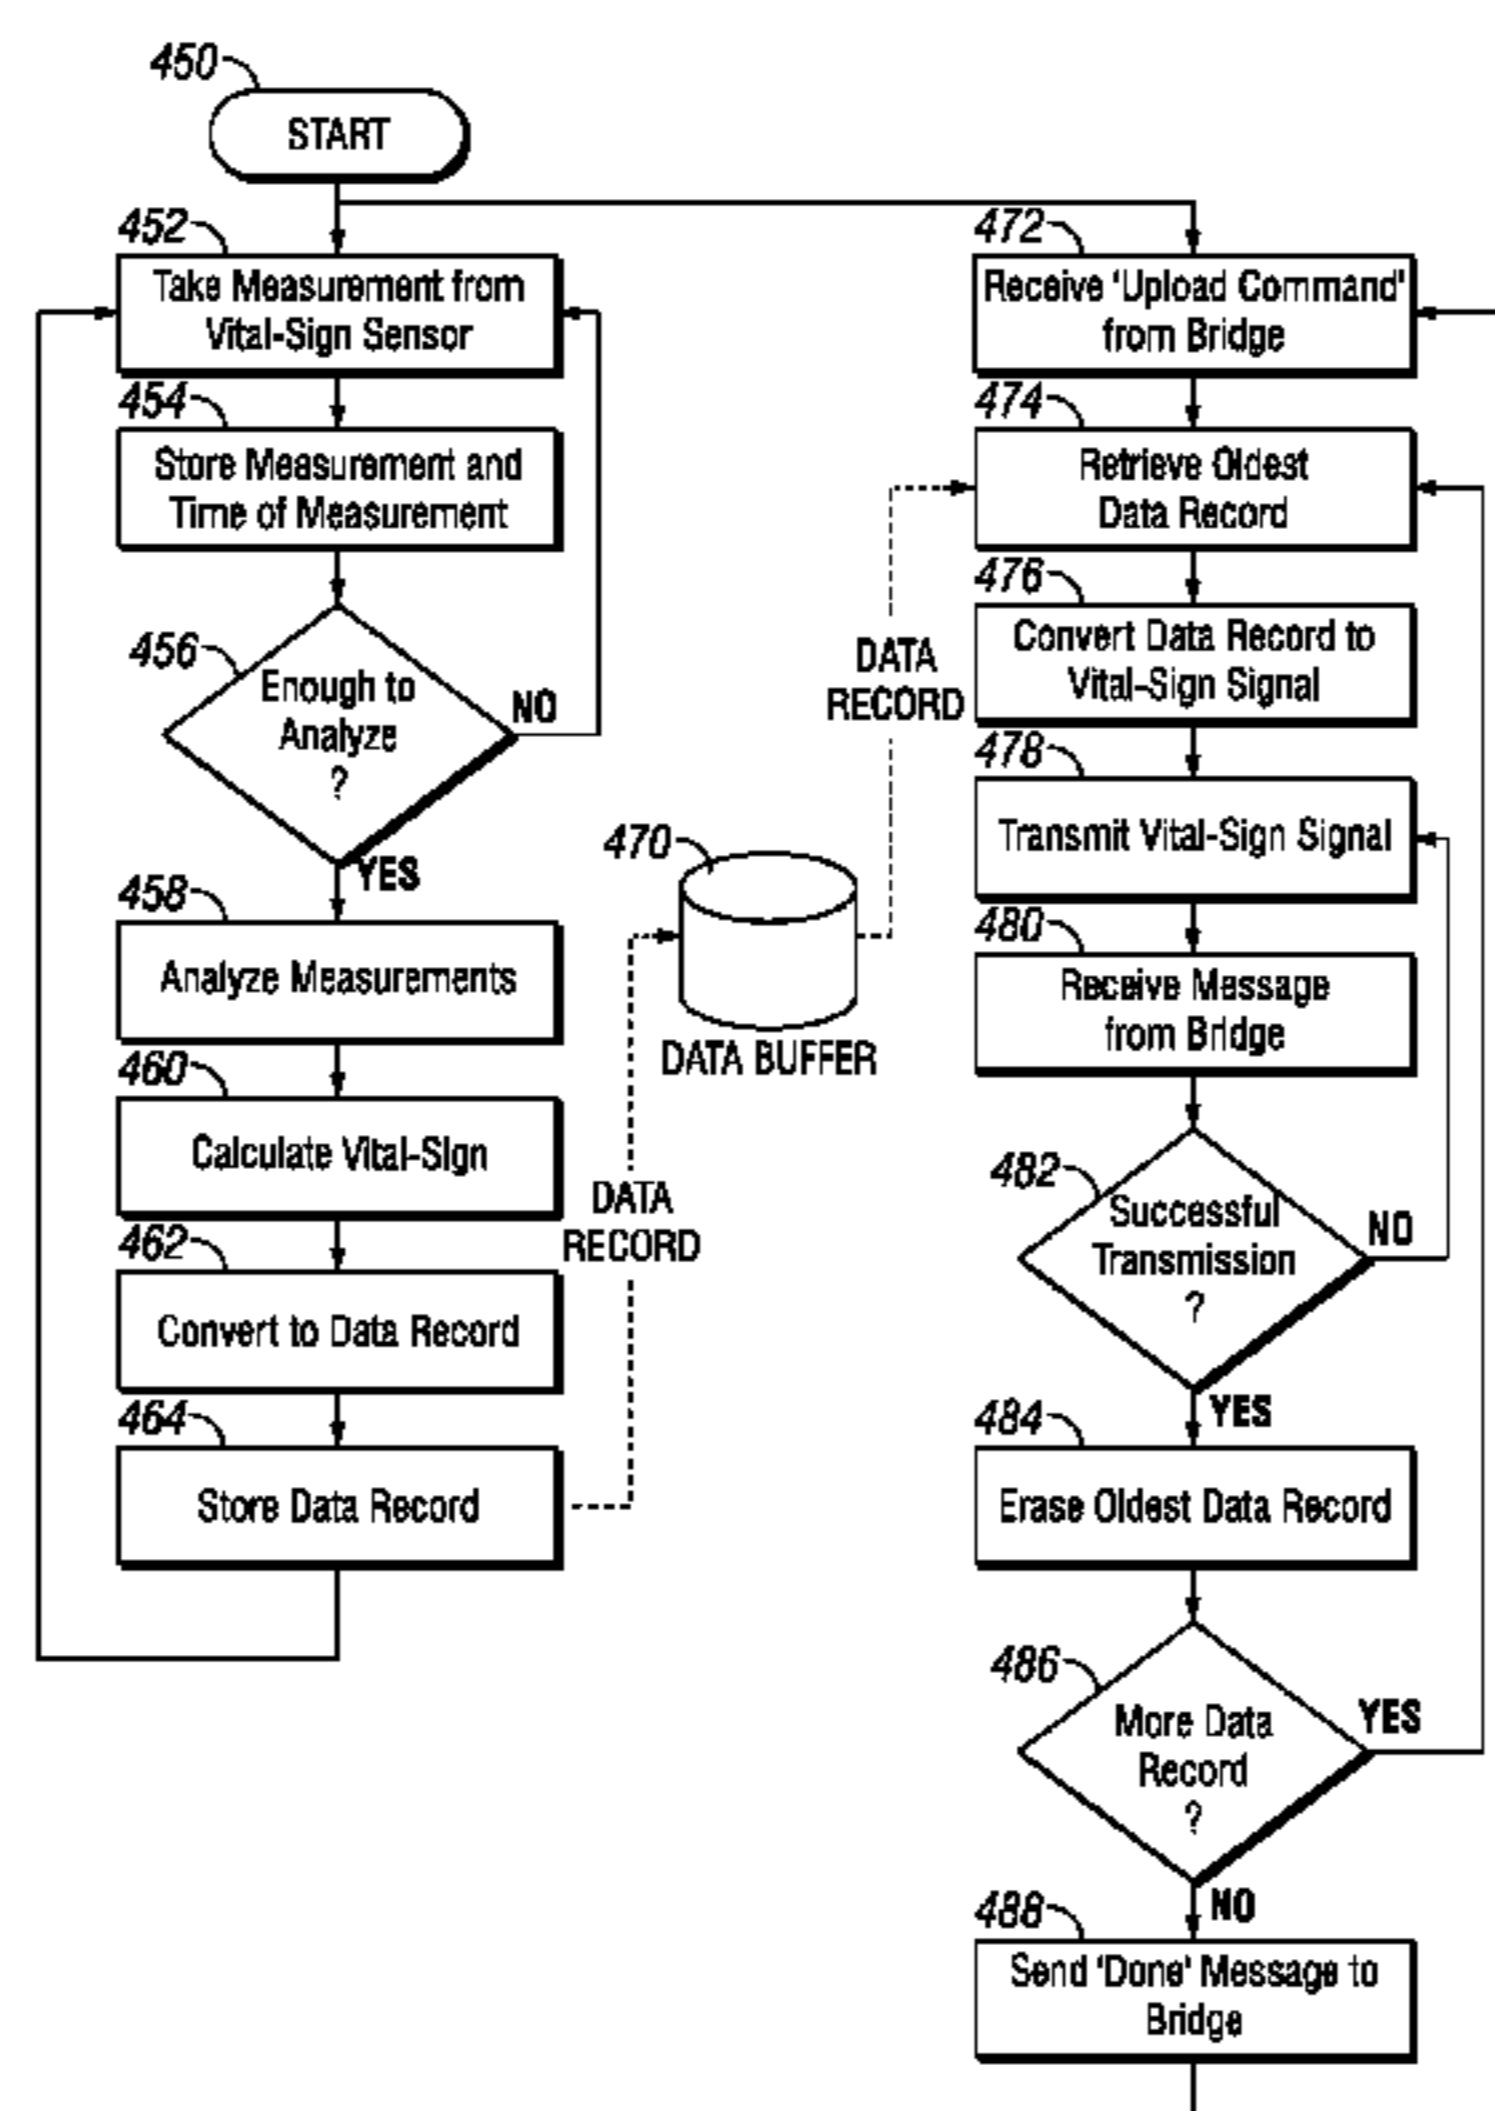 450
START
452
Take Measurement from
Vital-Sign Sensor
454
Store Measurement and
Time of Measurement
456
Enough to
Analyze
?
NO
YES
458
Analyze Measurements
460
Calculate Vital-Sign
462
Convert to Data Record
464
Store Data Record
DATA
RECORD
470
DATA BUFFER
DATA
RECORD
472
Receive 'Upload Command'
from Bridge
474
Retrieve Oldest
Data Record
476
Convert Data Record to
Vital-Sign Signal
478
Transmit Vital-Sign Signal
480
Receive Message
from Bridge
482
Successful
Transmission
?
NO
YES
484
Erase Oldest Data Record
486
More Data
Record
?
YES
NO
488
Send 'Done' Message to
Bridge